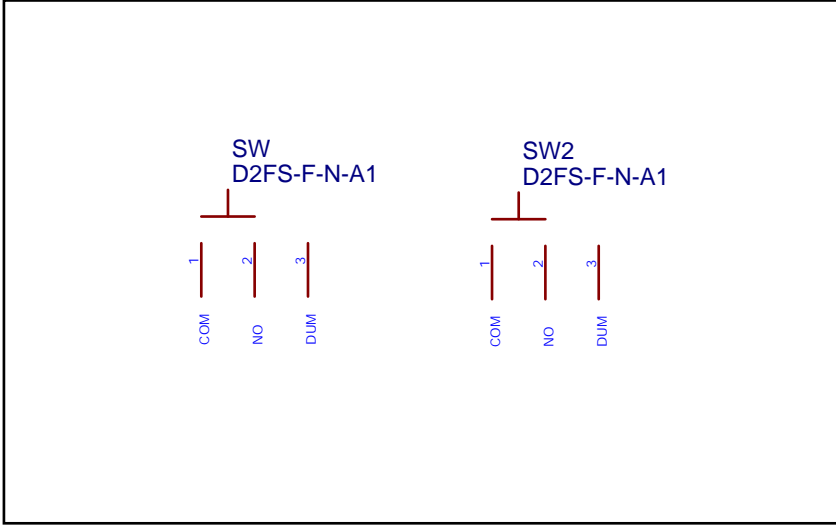 SW
D2FS-F-N-A1
1
2
3
COM
NO
DUM
SW2
D2FS-F-N-A1
1
2
3
COM
NO
DUM